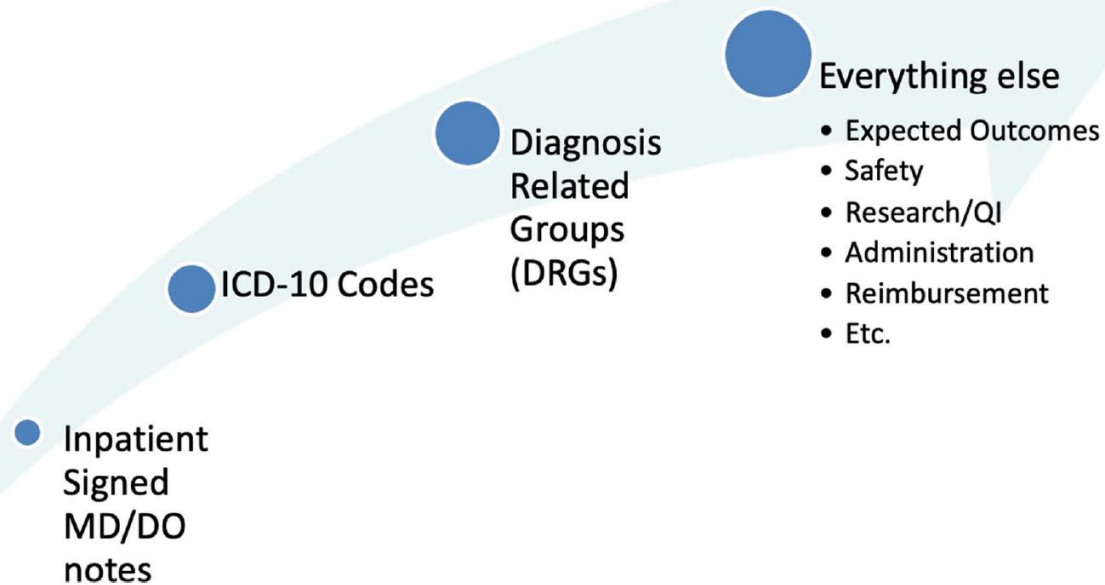 Inpatient
Signed
MD/DO
notes
ICD-10 Codes
Diagnosis
Related
Groups
(DRGs)
Everything else
• Expected Outcomes
• Safety
• Research/QI
• Administration
• Reimbursement
• Etc.